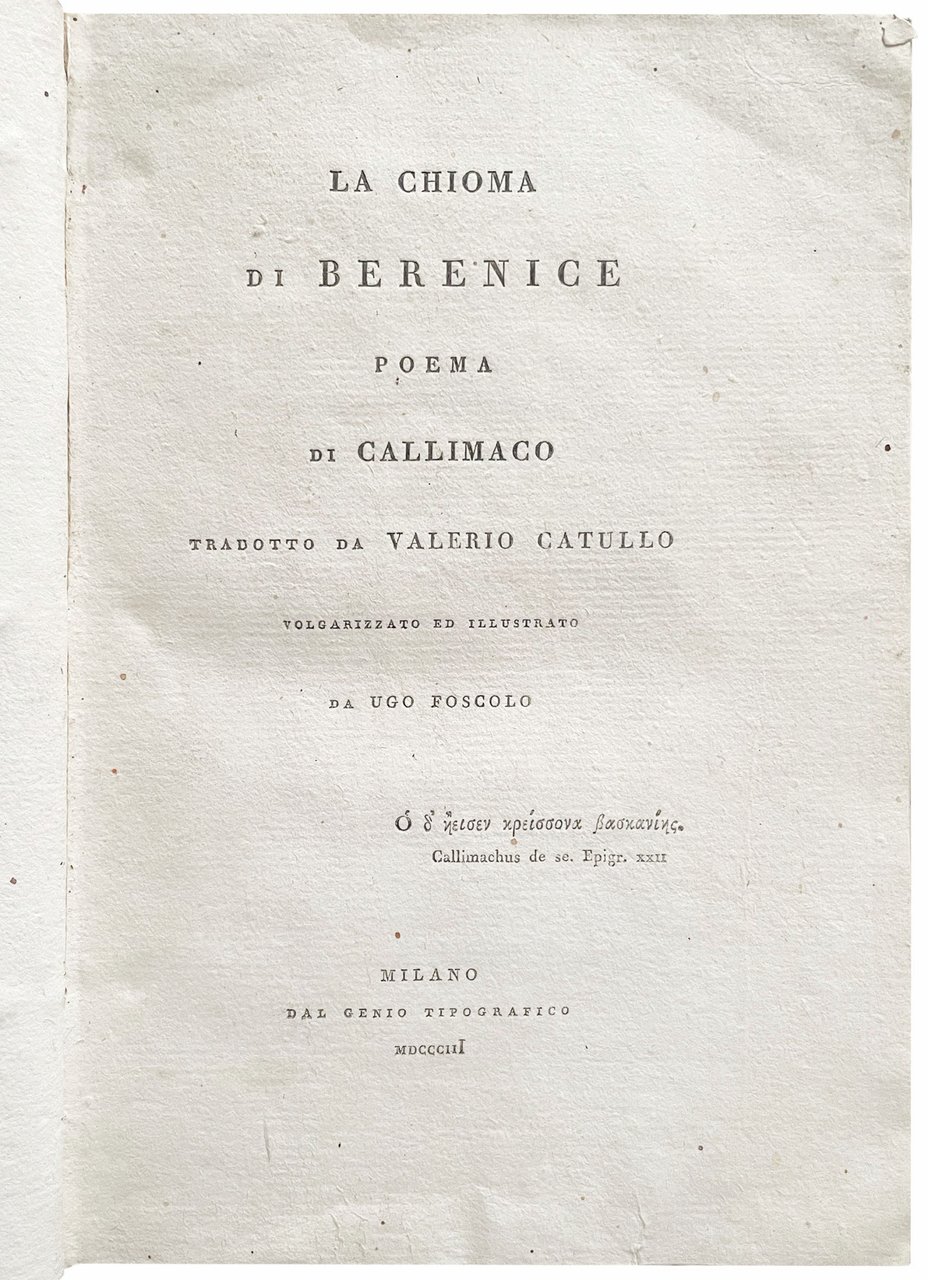 LA CHIOMA
DI BERENICE
POEMA
DI CALLIMACO
TRADOTTO DA VALERIO CATULLO
VOLGARIZZATO ED ILLUSTRATO
DA UGO FOSCOLO
Ὁ δ' ἤεισεν κρείσσονα βασκανίης.
Callimachus de se. Epigr. XXII
MILANO
DAL GENIO TIPOGRAFICO
MDCCCIII